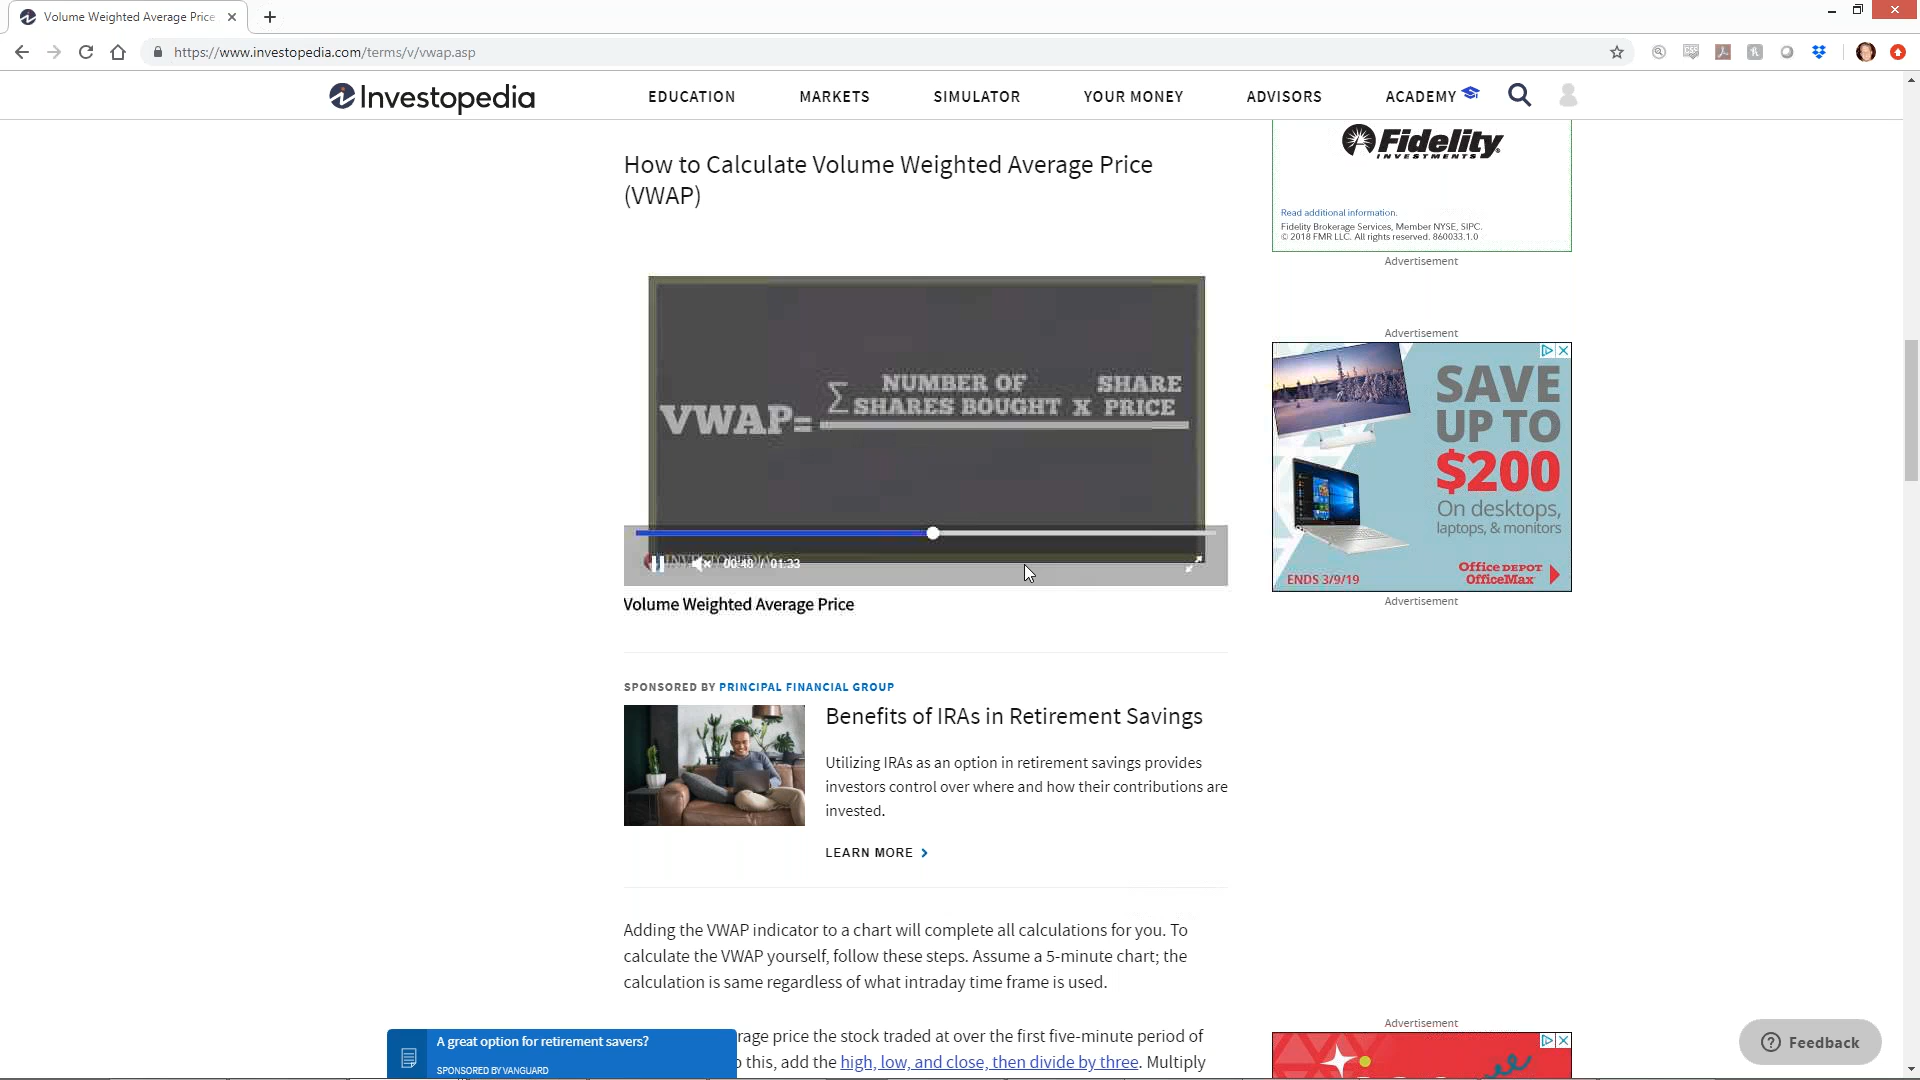 Volume Weighted Average Price
https://www.investopedia.com/terms/v/vwap.asp
Investopedia
EDUCATION
MARKETS
SIMULATOR
YOUR MONEY
ADVISORS
ACADEMY
How to Calculate Volume Weighted Average Price
(VWAP)
VWAP=
Σ
NUMBER OF
SHARES BOUGHT X
SHARE
PRICE
INVESTOPEDIA
00:48 / 01:33
Volume Weighted Average Price
SPONSORED BY PRINCIPAL FINANCIAL GROUP
Benefits of IRAs in Retirement Savings
Utilizing IRAs as an option in retirement savings provides
investors control over where and how their contributions are
invested.
LEARN MORE
Adding the VWAP indicator to a chart will complete all calculations for you. To
calculate the VWAP yourself, follow these steps. Assume a 5-minute chart; the
calculation is same regardless of what intraday time frame is used.
rage price the stock traded at over the first five-minute period of
this, add the high, low, and close, then divide by three. Multiply
A great option for retirement savers?
SPONSORED BY VANGUARD
Fidelity
INVESTMENTS
Read additional information.
Fidelity Brokerage Services, Member NYSE, SIPC.
© 2018 FMR LLC. All rights reserved. 860033.1.0
Advertisement
Advertisement
SAVE
UP TO
$200
On desktops,
laptops, & monitors
Office DEPOT
OfficeMax
ENDS 3/9/19
Advertisement
Advertisement
Feedback